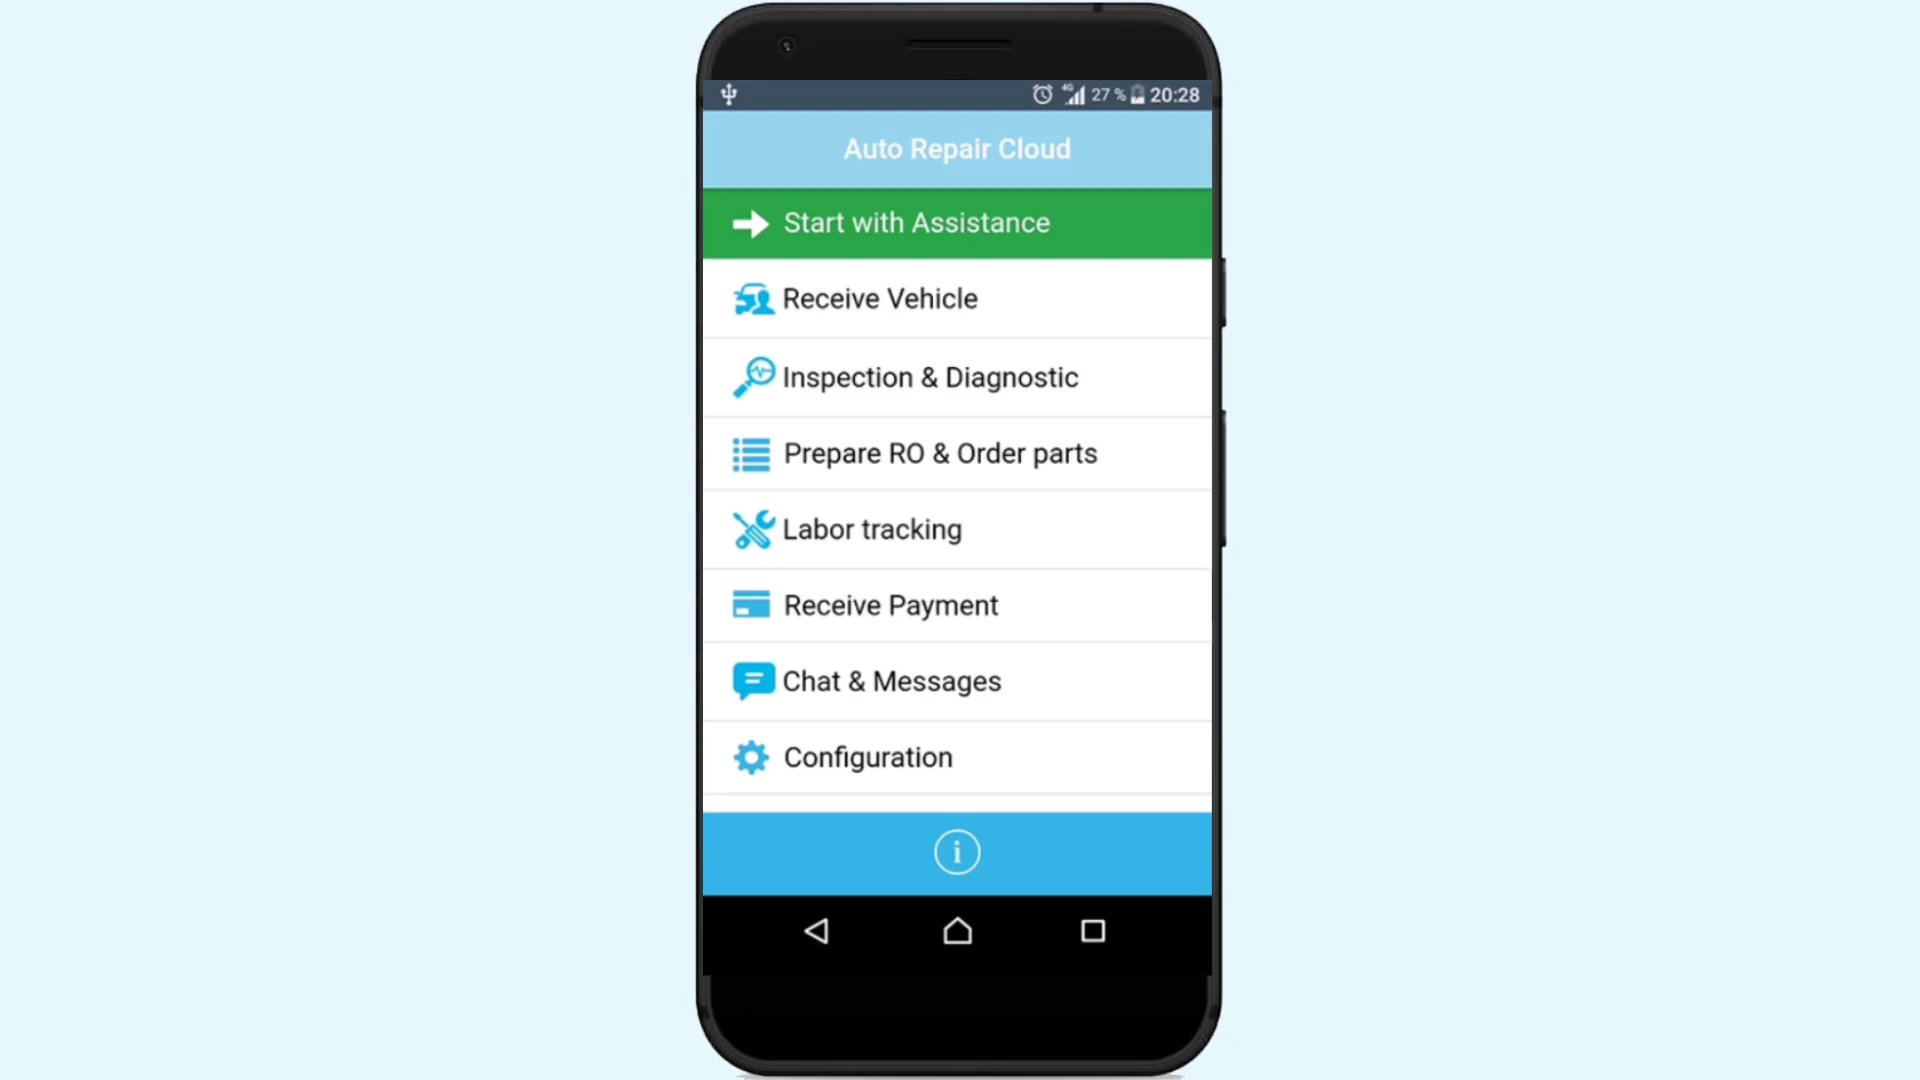 4G 27 % 20:28
Auto Repair Cloud
Start with Assistance
Receive Vehicle
Inspection & Diagnostic
Prepare RO & Order parts
Labor tracking
Receive Payment
Chat & Messages
Configuration
i